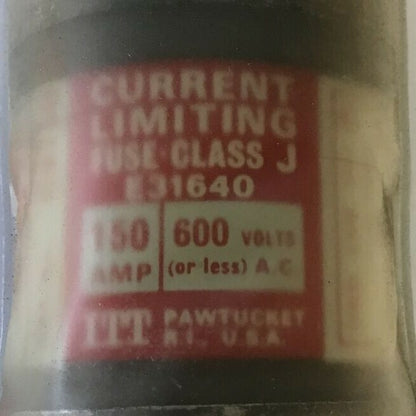 CURRENT
LIMITING
FUSE CLASS J
E31640
150 AMP
600 VOLTS
(or less) A.C.
ITT PAWTUCKET
R.I., U.S.A.